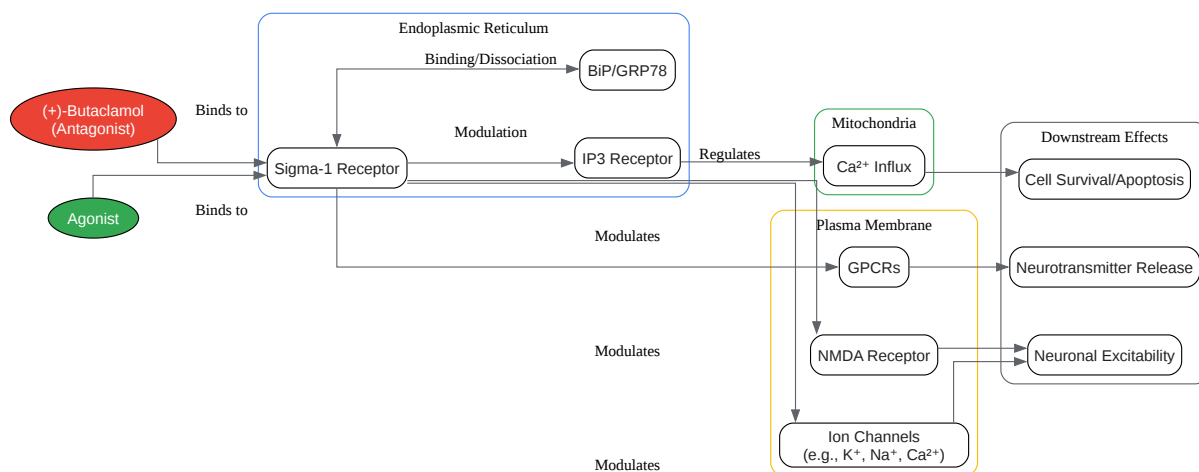 Endoplasmic Reticulum
Binding/Dissociation
BiP/GRP78
(+)-Butaclamol
(Antagonist)
Binds to
Modulation
Sigma-1 Receptor
IP3 Receptor
Regulates
Mitochondria
Ca²⁺ Influx
Downstream Effects
Cell Survival/Apoptosis
Agonist
Binds to
Modulates
Plasma Membrane
GPCRs
Neurotransmitter Release
Modulates
NMDA Receptor
Neuronal Excitability
Modulates
Ion Channels
(e.g., K⁺, Na⁺, Ca²⁺)